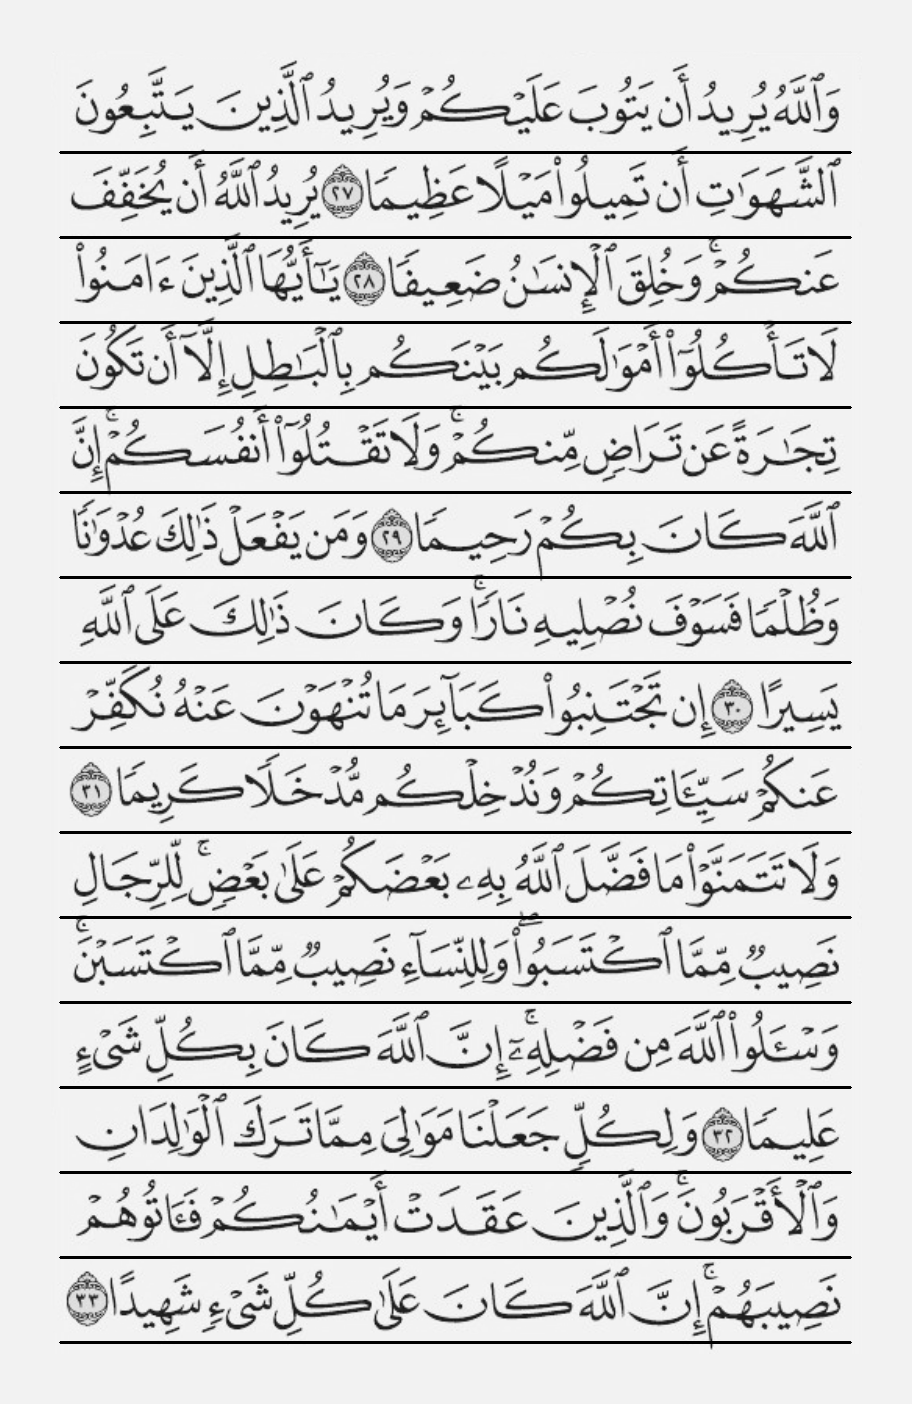 وَٱللَّهُ يُرِيدُ أَن يَتُوبَ عَلَيْكُمْ وَيُرِيدُ ٱلَّذِينَ يَتَّبِعُونَ
ٱلشَّهَوَٰتِ أَن تَمِيلُوا۟ مَيْلًا عَظِيمًا ٢٧ يُرِيدُ ٱللَّهُ أَن يُخَفِّفَ
عَنكُمْ ۚ وَخُلِقَ ٱلْإِنسَٰنُ ضَعِيفًا ٢٨ يَٰٓأَيُّهَا ٱلَّذِينَ ءَامَنُوا۟
لَا تَأْكُلُوٓا۟ أَمْوَٰلَكُم بَيْنَكُم بِٱلْبَٰطِلِ إِلَّآ أَن تَكُونَ
تِجَٰرَةً عَن تَرَاضٍ مِّنكُمْ ۚ وَلَا تَقْتُلُوٓا۟ أَنفُسَكُمْ ۚ إِنَّ
ٱللَّهَ كَانَ بِكُمْ رَحِيمًا ٢٩ وَمَن يَفْعَلْ ذَٰلِكَ عُدْوَٰنًا
وَظُلْمًا فَسَوْفَ نُصْلِيهِ نَارًا ۚ وَكَانَ ذَٰلِكَ عَلَى ٱللَّهِ
يَسِيرًا ٣٠ إِن تَجْتَنِبُوا۟ كَبَآئِرَ مَا تُنْهَوْنَ عَنْهُ نُكَفِّرْ
عَنكُمْ سَيِّـَٔاتِكُمْ وَنُدْخِلْكُم مُّدْخَلًا كَرِيمًا ٣١
وَلَا تَتَمَنَّوْا۟ مَا فَضَّلَ ٱللَّهُ بِهِۦ بَعْضَكُمْ عَلَىٰ بَعْضٍ ۚ لِّلرِّجَالِ
نَصِيبٌ مِّمَّا ٱكْتَسَبُوا۟ ۖ وَلِلنِّسَآءِ نَصِيبٌ مِّمَّا ٱكْتَسَبْنَ ۚ
وَسْـَٔلُوا۟ ٱللَّهَ مِن فَضْلِهِۦٓ ۚ إِنَّ ٱللَّهَ كَانَ بِكُلِّ شَىْءٍ
عَلِيمًا ٣٢ وَلِكُلٍّ جَعَلْنَا مَوَٰلِىَ مِمَّا تَرَكَ ٱلْوَٰلِدَانِ
وَٱلْأَقْرَبُونَ ۚ وَٱلَّذِينَ عَقَدَتْ أَيْمَٰنُكُمْ فَـَٔاتُوهُمْ
نَصِيبَهُمْ ۚ إِنَّ ٱللَّهَ كَانَ عَلَىٰ كُلِّ شَىْءٍ شَهِيدًا ٣٣